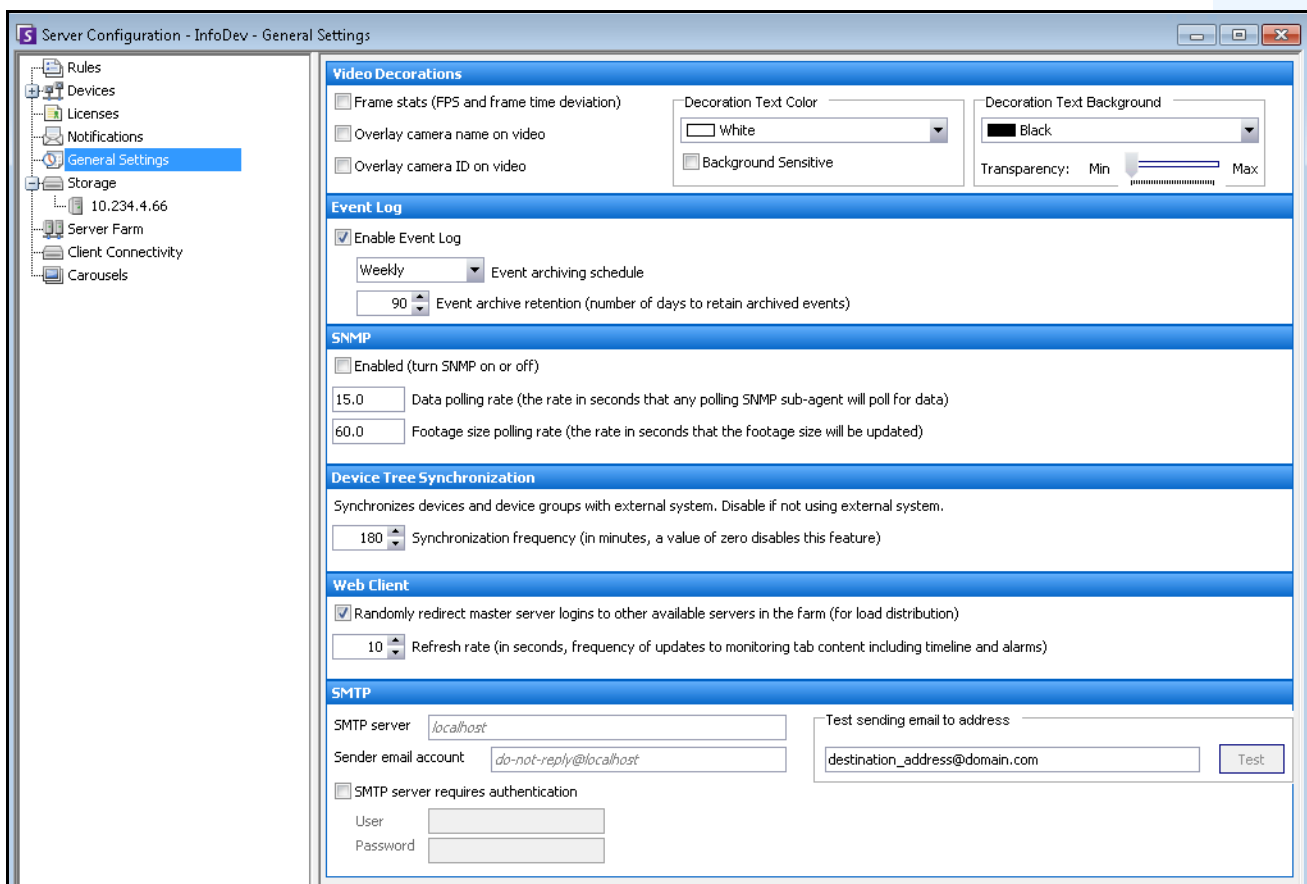 Server Configuration - InfoDev - General Settings
Rules
Devices
Licenses
Notifications
General Settings
Storage
10.234.4.66
Server Farm
Client Connectivity
Carousels
Video Decorations
Frame stats (FPS and frame time deviation)
Overlay camera name on video
Overlay camera ID on video
Decoration Text Color
White
Background Sensitive
Decoration Text Background
Black
Transparency: Min Max
Event Log
Enable Event Log
Weekly Event archiving schedule
90 Event archive retention (number of days to retain archived events)
SNMP
Enabled (turn SNMP on or off)
15.0 Data polling rate (the rate in seconds that any polling SNMP sub-agent will poll for data)
60.0 Footage size polling rate (the rate in seconds that the footage size will be updated)
Device Tree Synchronization
Synchronizes devices and device groups with external system. Disable if not using external system.
180 Synchronization frequency (in minutes, a value of zero disables this feature)
Web Client
Randomly redirect master server logins to other available servers in the farm (for load distribution)
10 Refresh rate (in seconds, frequency of updates to monitoring tab content including timeline and alarms)
SMTP
SMTP server localhost
Sender email account do-not-reply@localhost
SMTP server requires authentication
User
Password
Test sending email to address
destination_address@domain.com Test